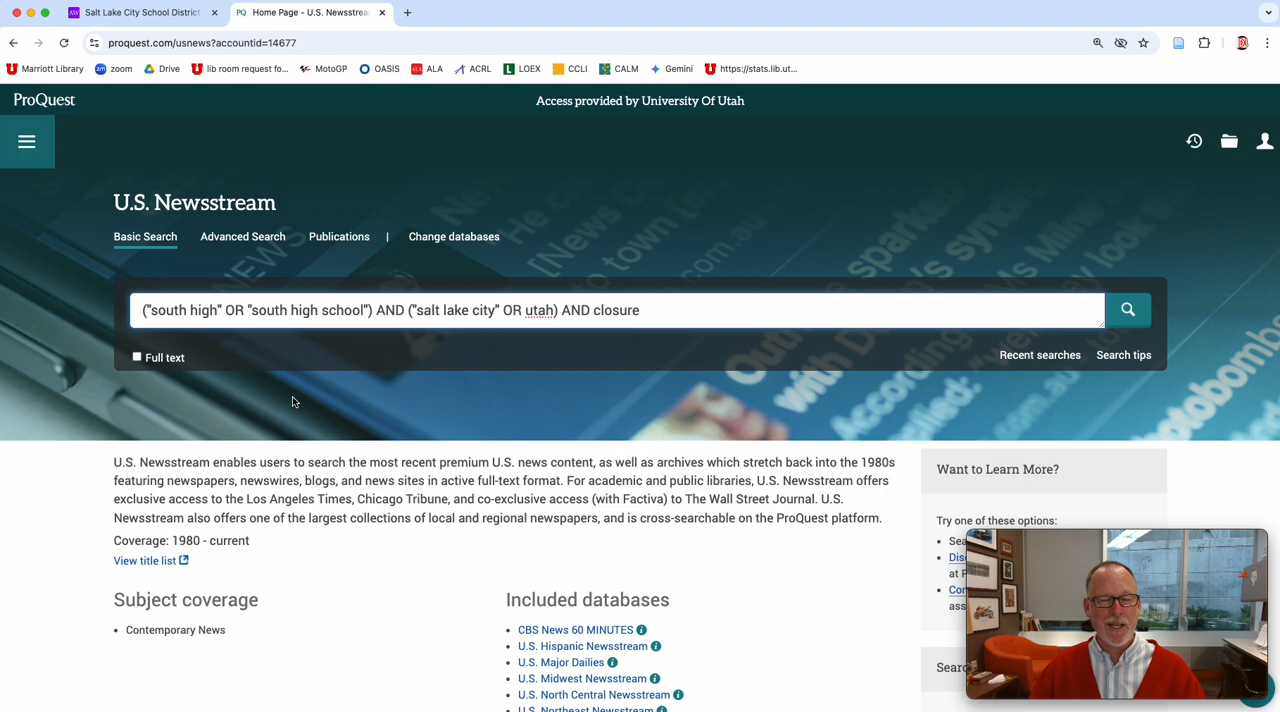 Salt Lake City School District
Home Page - U.S. Newsstrea
proquest.com/usnews?accountid=14677
Marriott Library
zoom
Drive
lib room request fo...
MotoGP
OASIS
ALA
ACRL
LOEX
CCLI
CALM
Gemini
https://stats.lib.ut...
ProQuest
Access provided by University Of Utah
U.S. Newsstream
Basic Search
Advanced Search
Publications
|
Change databases
("south high" OR "south high school") AND ("salt lake city" OR utah) AND closure
Full text
Recent searches
Search tips
U.S. Newsstream enables users to search the most recent premium U.S. news content, as well as archives which stretch back into the 1980s
featuring newspapers, newswires, blogs, and news sites in active full-text format. For academic and public libraries, U.S. Newsstream offers
exclusive access to the Los Angeles Times, Chicago Tribune, and co-exclusive access (with Factiva) to The Wall Street Journal. U.S.
Newsstream also offers one of the largest collections of local and regional newspapers, and is cross-searchable on the ProQuest platform.
Coverage: 1980 - current
View title list
Subject coverage
• Contemporary News
Included databases
• CBS News 60 MINUTES
• U.S. Hispanic Newsstream
• U.S. Major Dailies
• U.S. Midwest Newsstream
• U.S. North Central Newsstream
• U.S. Northeast Newsstream
Want to Learn More?
Try one of these options: